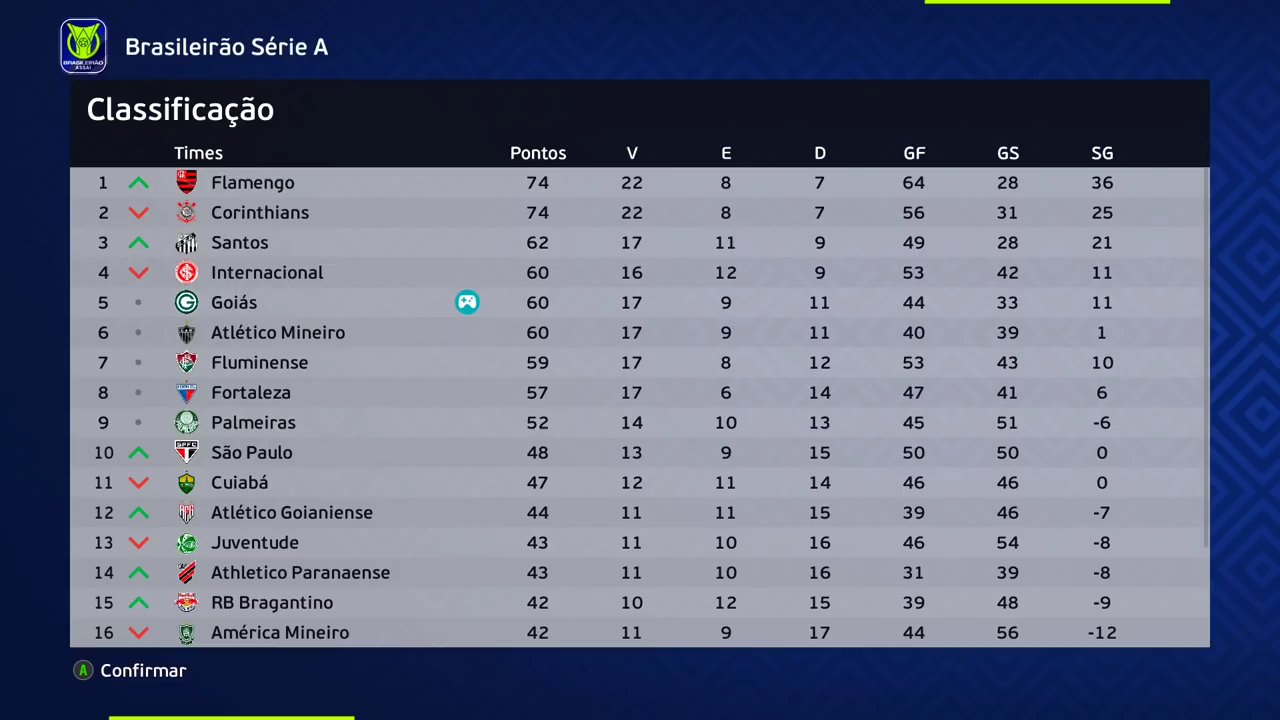 BRASILEIRÃO
ASSAÍ
Brasileirão Série A
Classificação
Times Pontos V E D GF GS SG
1 Flamengo 74 22 8 7 64 28 36
2 Corinthians 74 22 8 7 56 31 25
3 Santos 62 17 11 9 49 28 21
4 Internacional 60 16 12 9 53 42 11
5 Goiás 60 17 9 11 44 33 11
6 Atlético Mineiro 60 17 9 11 40 39 1
7 Fluminense 59 17 8 12 53 43 10
8 Fortaleza 57 17 6 14 47 41 6
9 Palmeiras 52 14 10 13 45 51 -6
10 São Paulo 48 13 9 15 50 50 0
11 Cuiabá 47 12 11 14 46 46 0
12 Atlético Goianiense 44 11 11 15 39 46 -7
13 Juventude 43 11 10 16 46 54 -8
14 Athletico Paranaense 43 11 10 16 31 39 -8
15 RB Bragantino 42 10 12 15 39 48 -9
16 América Mineiro 42 11 9 17 44 56 -12
A Confirmar